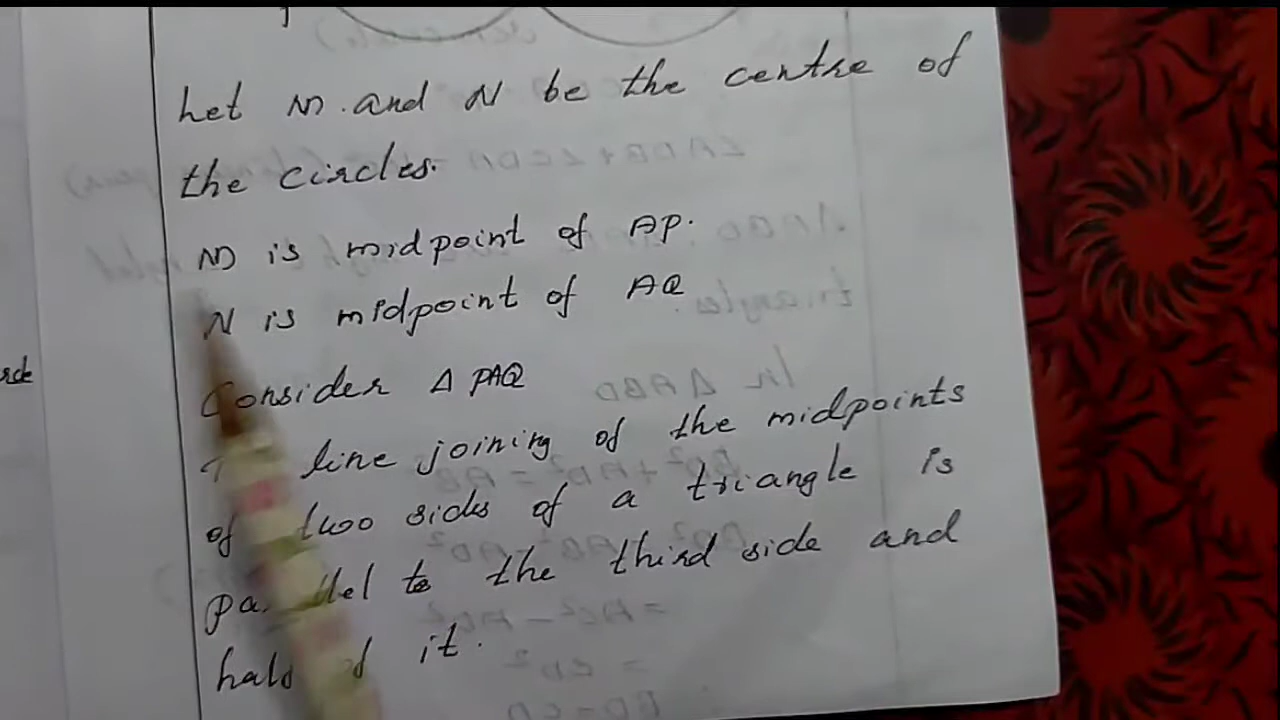 Let M and N be the centre of
the circles.
M is midpoint of AP.
N is midpoint of AQ
Consider Δ PAQ
line joining of the midpoints
of two sides of a triangle is
to the third side and
it.